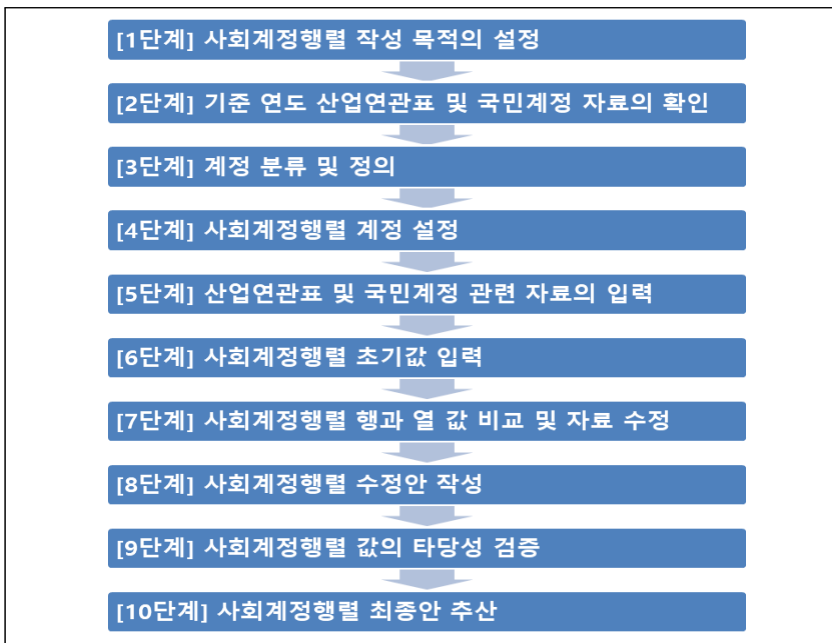 [1단계] 사회계정행렬 작성 목적의 설정
[2단계] 기준 연도 산업연관표 및 국민계정 자료의 확인
[3단계] 계정 분류 및 정의
[4단계] 사회계정행렬 계정 설정
[5단계] 산업연관표 및 국민계정 관련 자료의 입력
[6단계] 사회계정행렬 초기값 입력
[7단계] 사회계정행렬 행과 열 값 비교 및 자료 수정
[8단계] 사회계정행렬 수정안 작성
[9단계] 사회계정행렬 값의 타당성 검증
[10단계] 사회계정행렬 최종안 추산